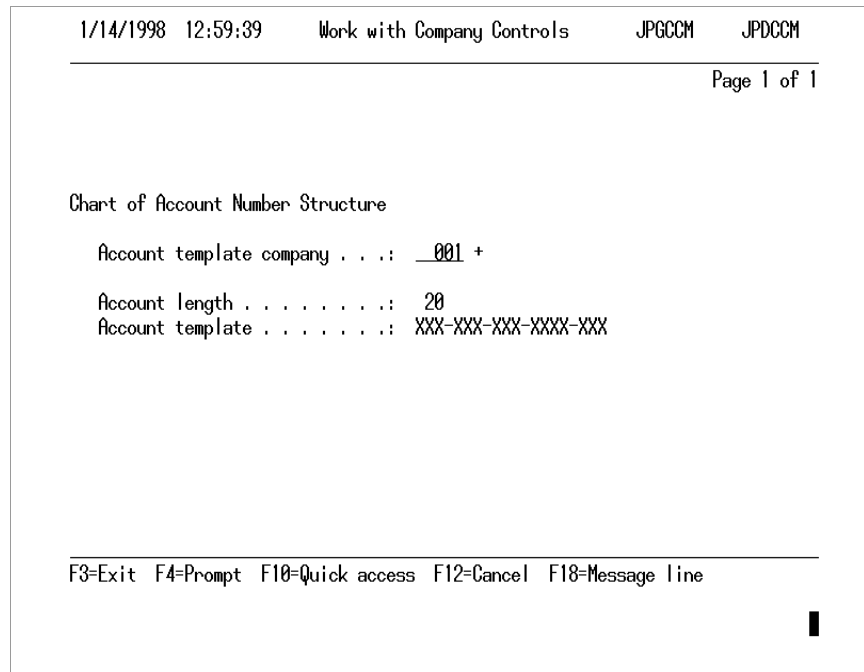 1/14/1998 12:59:39 Work with Company Controls JPGCCM JPDCCM
Page 1 of 1
Chart of Account Number Structure
Account template company . . .: 001 +
Account length . . . . . . . .: 20
Account template . . . . . . .: XXX-XXX-XXX-XXXX-XXX
F3=Exit F4=Prompt F10=Quick access F12=Cancel F18=Message line